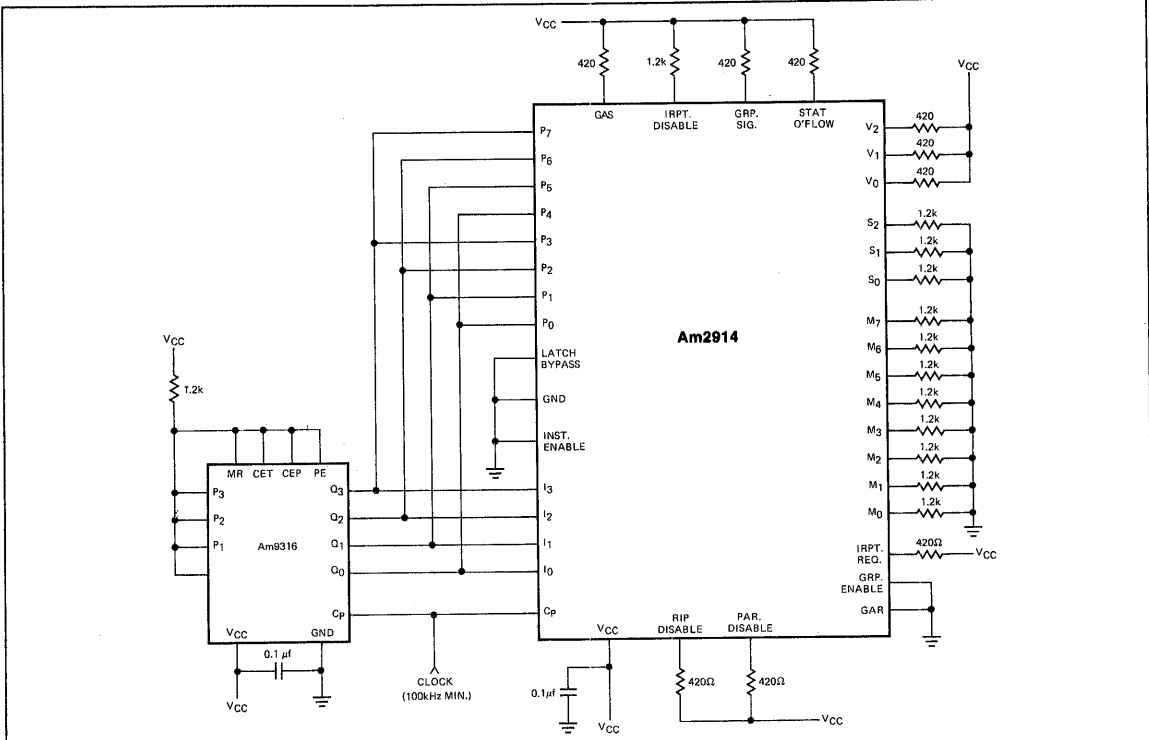 VCC
420
1.2k
420
420
GAS
IRPT.
DISABLE
GRP.
SIG.
STAT
O'FLOW
VCC
P7
P6
P5
P4
P3
P2
P1
P0
LATCH
BYPASS
GND
INST.
ENABLE
I3
I2
I1
I0
CP
Am2914
V2
420
V1
420
V0
420
S2
1.2k
S1
1.2k
S0
1.2k
M7
1.2k
M6
1.2k
M5
1.2k
M4
1.2k
M3
1.2k
M2
1.2k
M1
1.2k
M0
1.2k
IRPT.
REQ.
420Ω
VCC
GRP.
ENABLE
GAR
VCC
RIP
DISABLE
PAR.
DISABLE
0.1µf
VCC
420Ω
420Ω
VCC
VCC
1.2k
MR
CET
CEP
PE
P3
P2
P1
Am9316
Q3
Q2
Q1
Q0
CP
VCC
GND
0.1 µf
VCC
CLOCK
(100kHz MIN.)